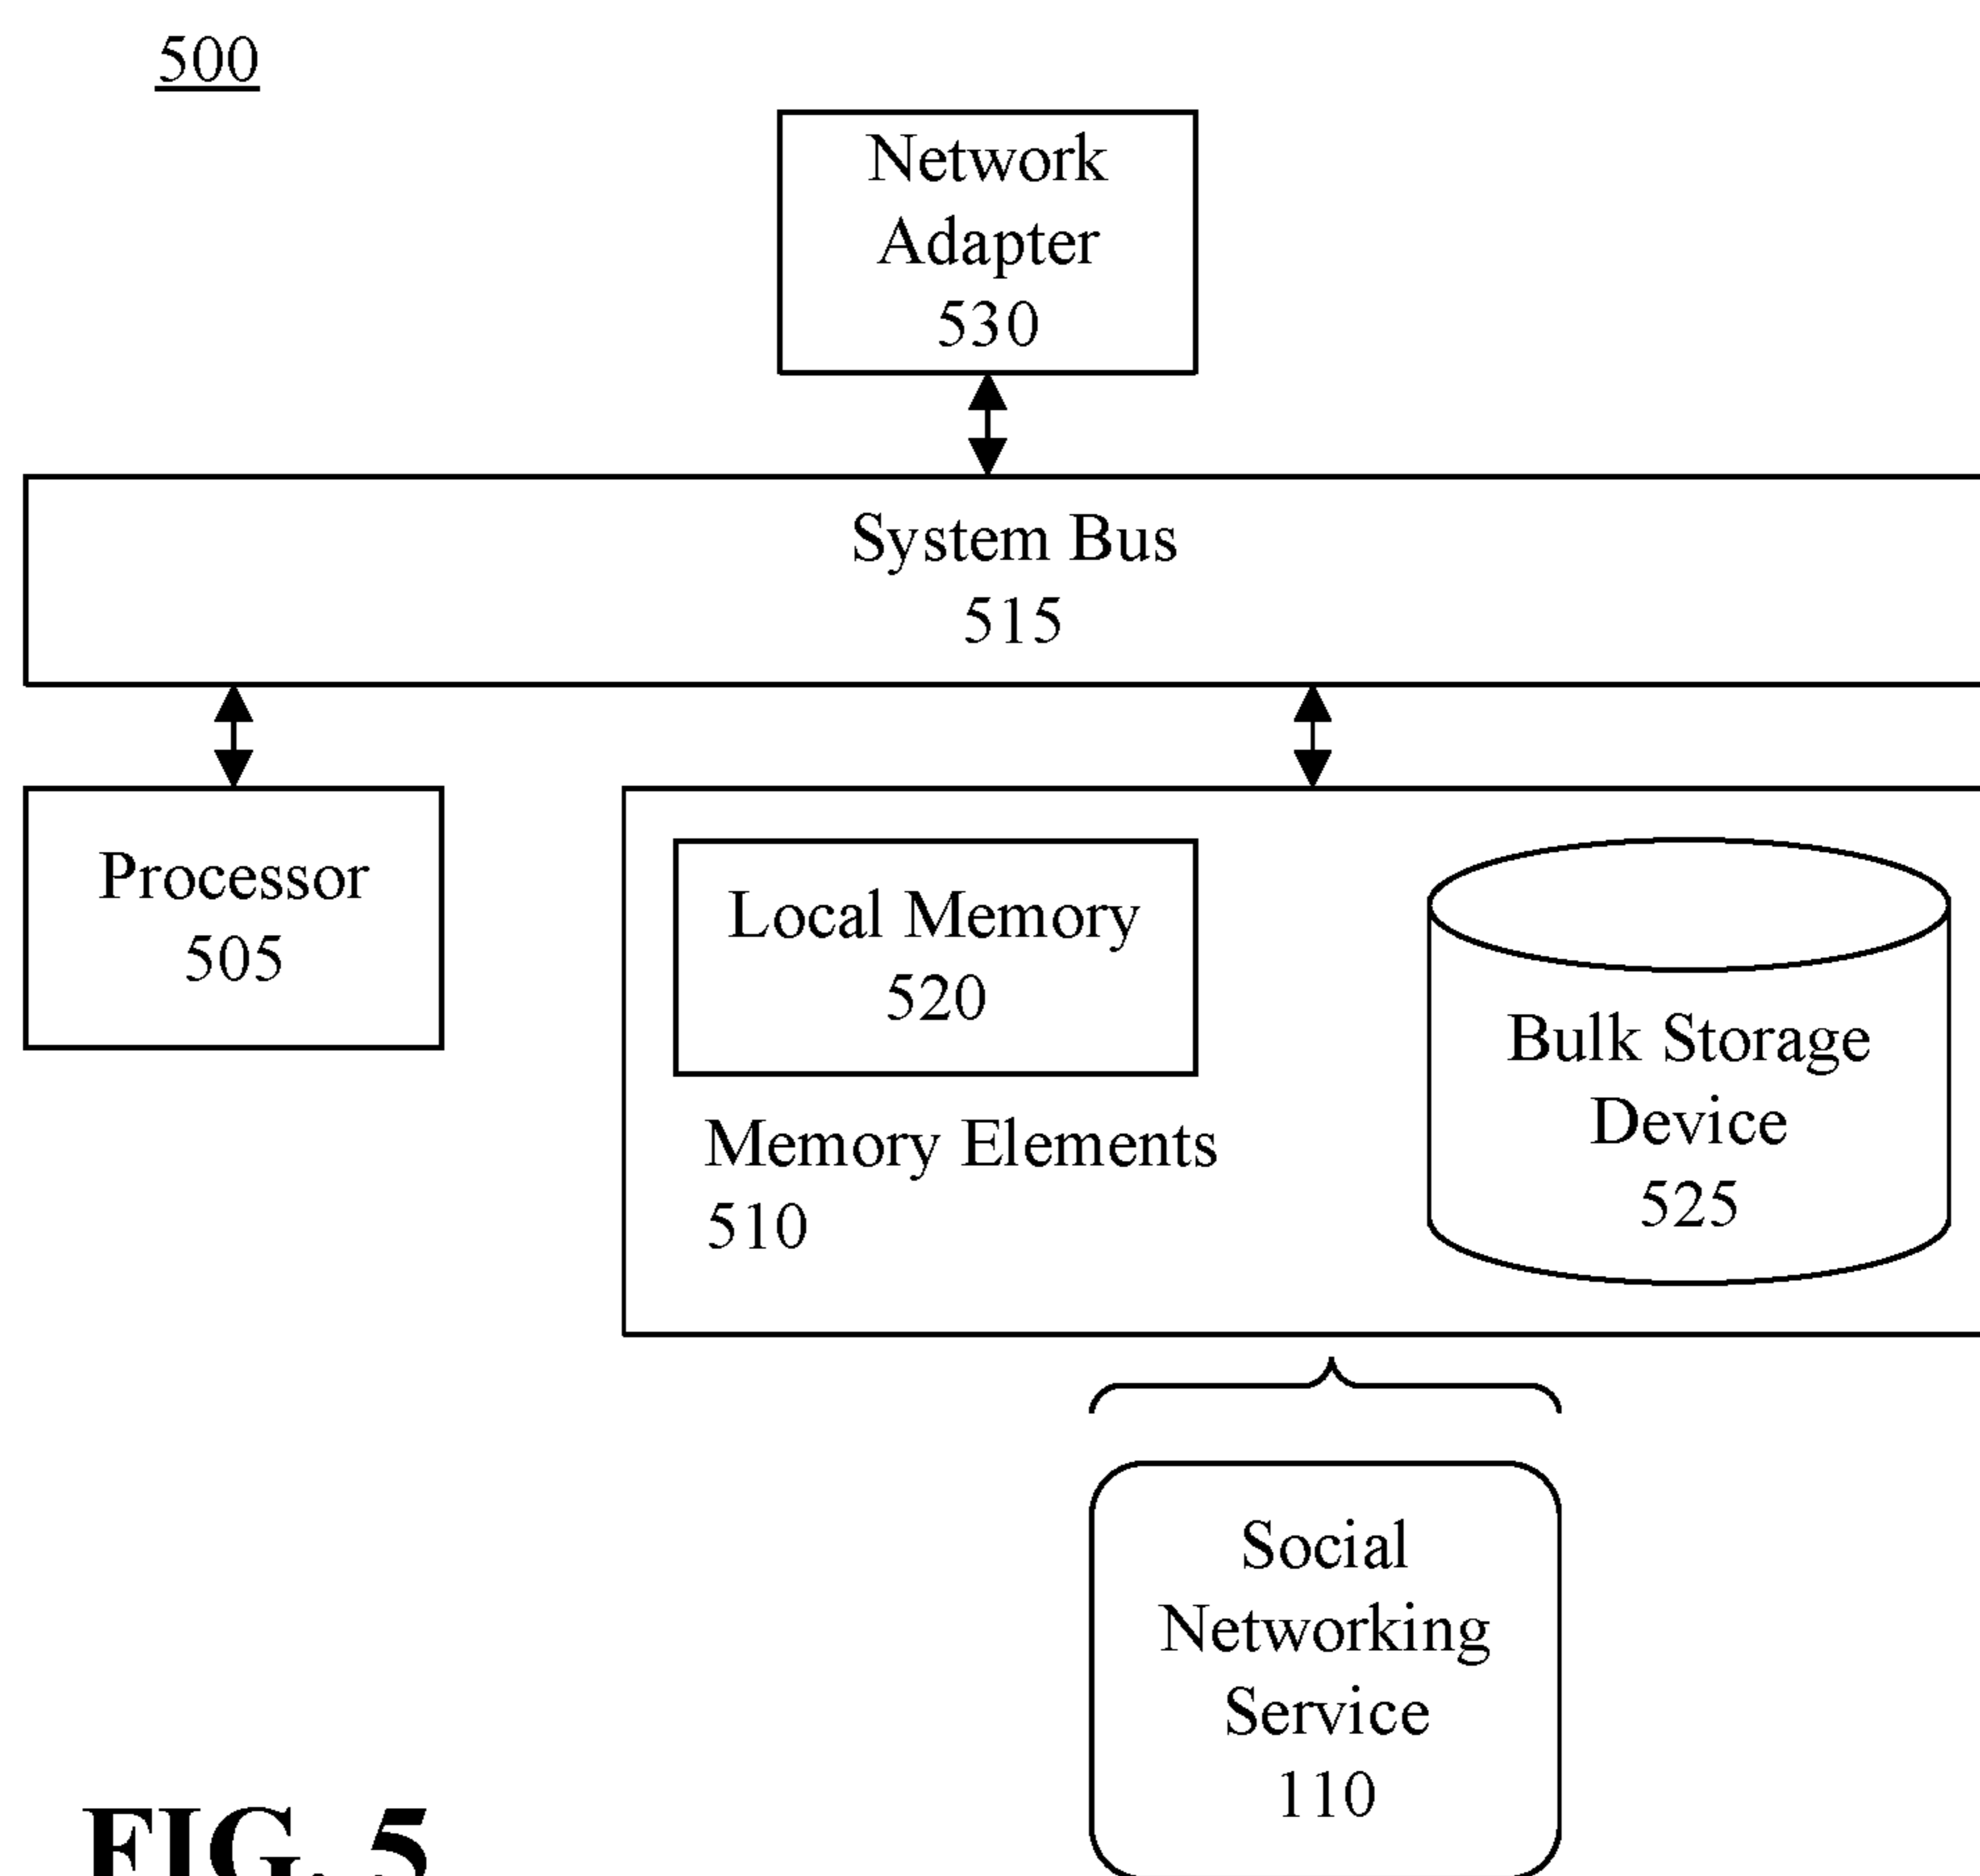 500
Network
Adapter
530
System Bus
515
Processor
505
Local Memory
520
Memory Elements
510
Bulk Storage
Device
525
Social
Networking
Service
110
FIG. 5